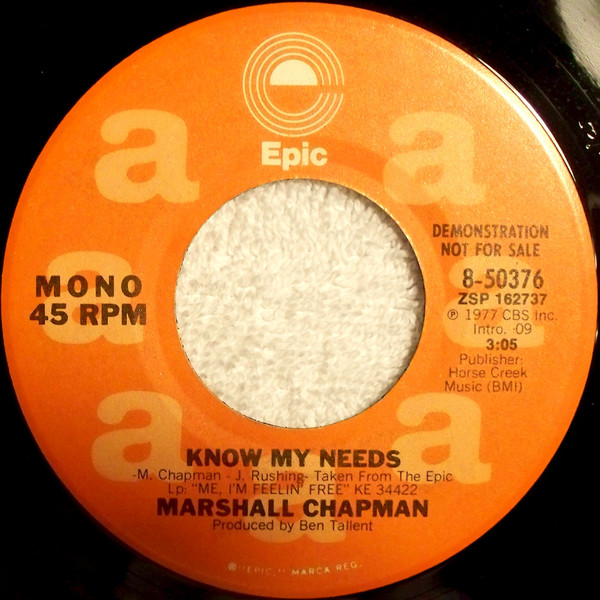 Epic
a a
a a
a a
a
MONO
45 RPM
DEMONSTRATION
NOT FOR SALE
8-50376
ZSP 162737
℗ 1977 CBS Inc.
Intro. :09
3:05
Publisher:
Horse Creek
Music (BMI)
KNOW MY NEEDS
-M. Chapman - J. Rushing- Taken From The Epic
Lp: "ME, I'M FEELIN' FREE" KE 34422
MARSHALL CHAPMAN
Produced by Ben Tallent
® "EPIC," MARCA REG.